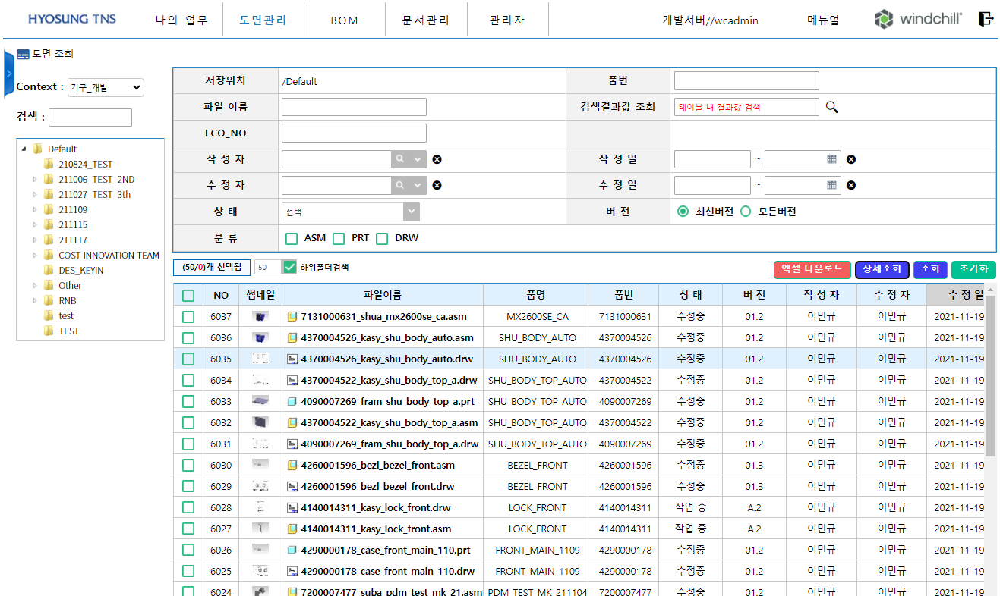 HYOSUNG TNS 나의 업무 도면관리 BOM 문서관리 관리자 개발서버//wcadmin 메뉴얼 windchill
도면 조회
Context : 기구_개발
검색 :
Default
210824_TEST
211006_TEST_2ND
211027_TEST_3th
211109
211115
211117
COST INNOVATION TEAM
DES_KEYIN
Other
RNB
test
TEST
저장위치 /Default 품번
파일 이름 검색결과값 조회 테이블 내 결과값 검색
ECO_NO
작 성 자 작 성 일 ~
수 정 자 수 정 일 ~
상 태 선택 버 전 최신버전 모든버전
분 류 ASM PRT DRW
(50/0)개 선택됨 50 하위폴더검색 엑셀 다운로드 상세조회 조회 초기화
NO 썸네일 파일이름 품명 품번 상 태 버 전 작 성 자 수 정 자 수 정 일
6037 7131000631_shua_mx2600se_ca.asm MX2600SE_CA 7131000631 수정중 01.2 이민규 이민규 2021-11-19
6036 4370004526_kasy_shu_body_auto.asm SHU_BODY_AUTO 4370004526 수정중 01.2 이민규 이민규 2021-11-19
6035 4370004526_kasy_shu_body_auto.drw SHU_BODY_AUTO 4370004526 수정중 01.2 이민규 이민규 2021-11-19
6034 4370004522_kasy_shu_body_top_a.drw SHU_BODY_TOP_AUTO 4370004522 수정중 01.2 이민규 이민규 2021-11-19
6033 4090007269_fram_shu_body_top_a.prt SHU_BODY_TOP_AUTO 4090007269 수정중 01.2 이민규 이민규 2021-11-19
6032 4370004522_kasy_shu_body_top_a.asm SHU_BODY_TOP_AUTO 4370004522 수정중 01.2 이민규 이민규 2021-11-19
6031 4090007269_fram_shu_body_top_a.drw SHU_BODY_TOP_AUTO 4090007269 수정중 01.2 이민규 이민규 2021-11-19
6030 4260001596_bezl_bezel_front.asm BEZEL_FRONT 4260001596 수정중 01.3 이민규 이민규 2021-11-19
6029 4260001596_bezl_bezel_front.drw BEZEL_FRONT 4260001596 수정중 01.3 이민규 이민규 2021-11-19
6028 4140014311_kasy_lock_front.drw LOCK_FRONT 4140014311 작업 중 A.2 이민규 이민규 2021-11-19
6027 4140014311_kasy_lock_front.asm LOCK_FRONT 4140014311 작업 중 A.2 이민규 이민규 2021-11-19
6026 4290000178_case_front_main_110.prt FRONT_MAIN_1109 4290000178 수정중 01.2 이민규 이민규 2021-11-19
6025 4290000178_case_front_main_110.drw FRONT_MAIN_1109 4290000178 수정중 01.2 이민규 이민규 2021-11-19
6024 7200007477_suba_pdm_test_mk_21.asm PDM_TEST_MK_211104 7200007477 수정중 01.2 이민규 이민규 2021-11-19